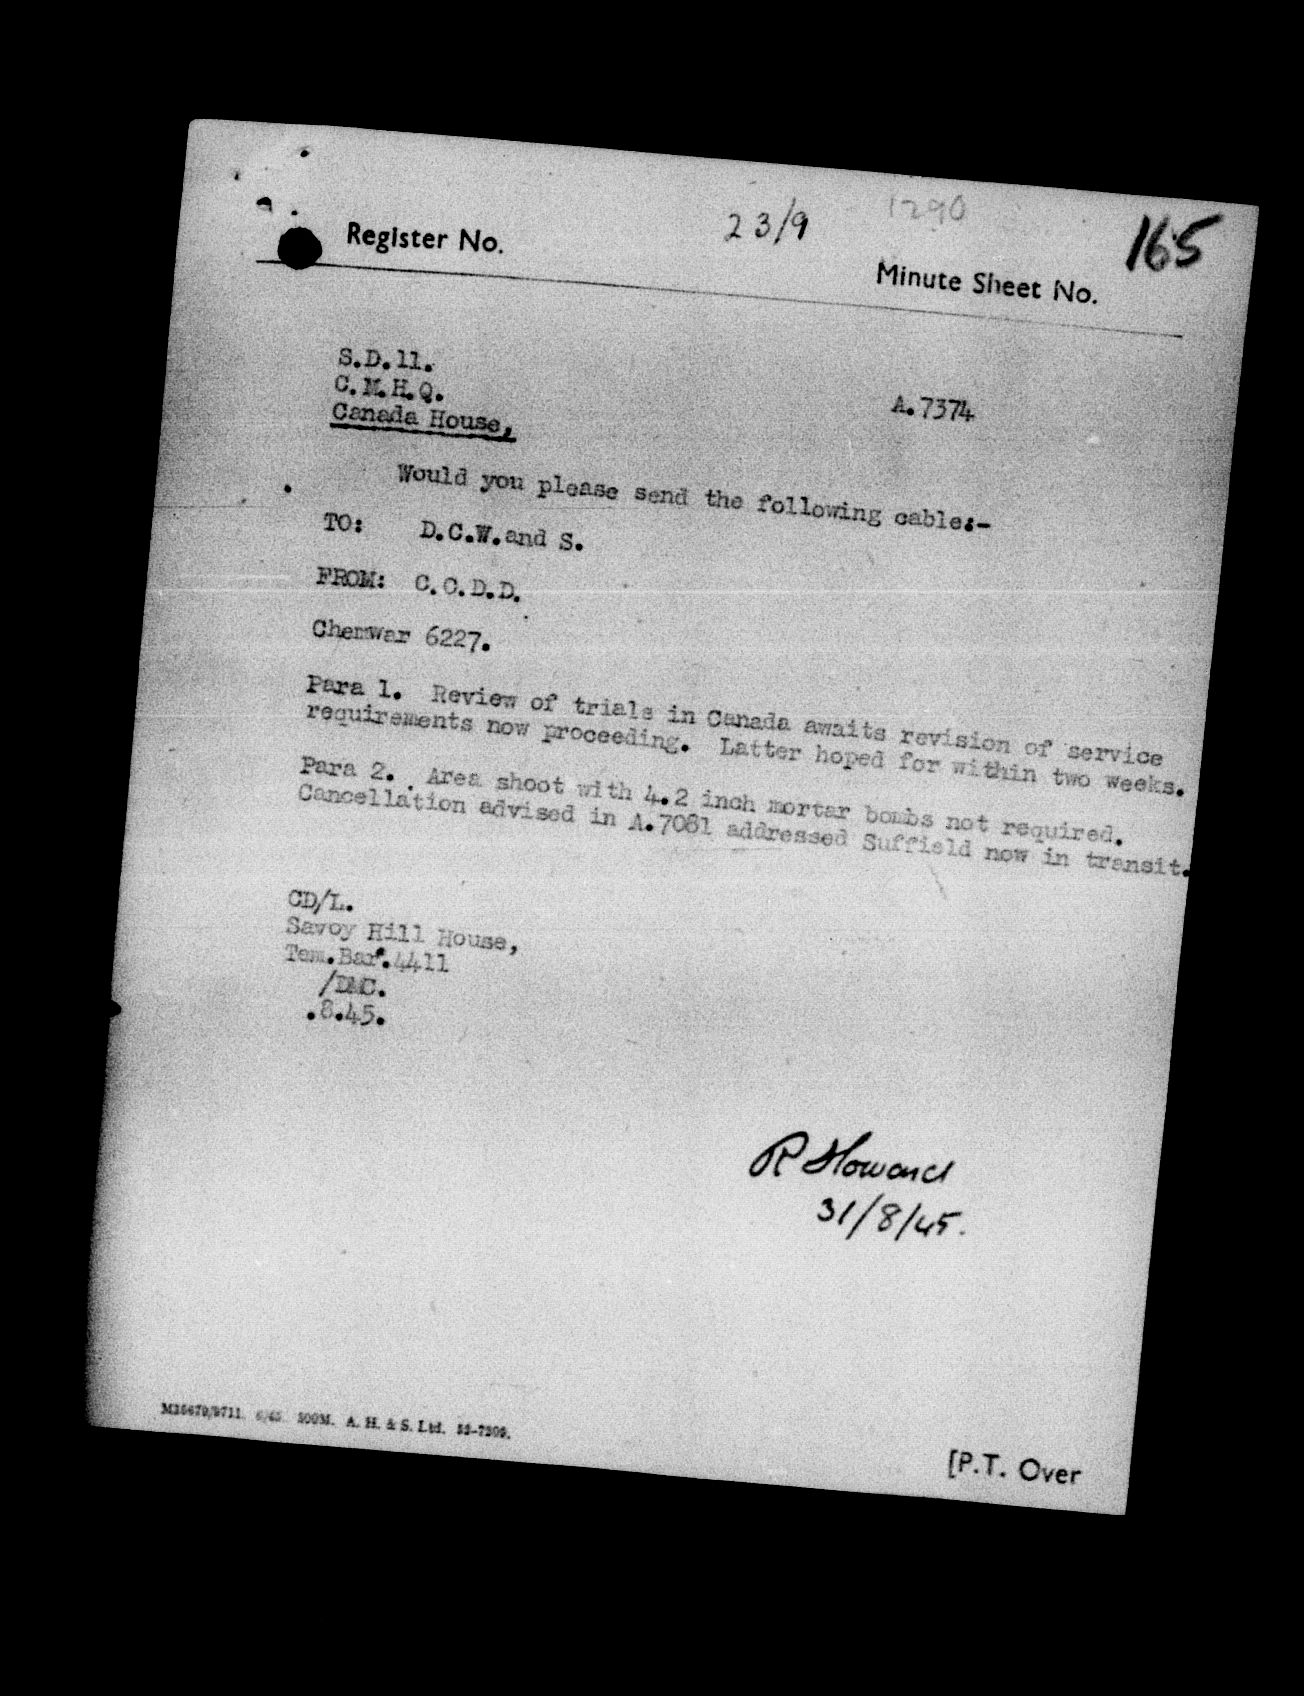 23/9
1290
165
Register No.
Minute Sheet No.
S.D.11.
C.M.H.Q.
A.7374
Canada House,
Would you please send the following cable:-
TO: D.C.W.and S.
FROM: C.C.D.D.
Chemwar 6227.
Para 1. Review of trials in Canada awaits revision of service
requirements now proceeding. Latter hoped for within two weeks.
Para 2. Area shoot with 4.2 inch mortar bombs not required.
Cancellation advised in A.7081 addressed Suffield now in transit.
CD/L.
Savoy Hill House,
Tem.Bar.4411
/DMC.
.8.45.
R Howard
31/8/45.
500M. A. H. & S. Ltd.
[P.T. Over